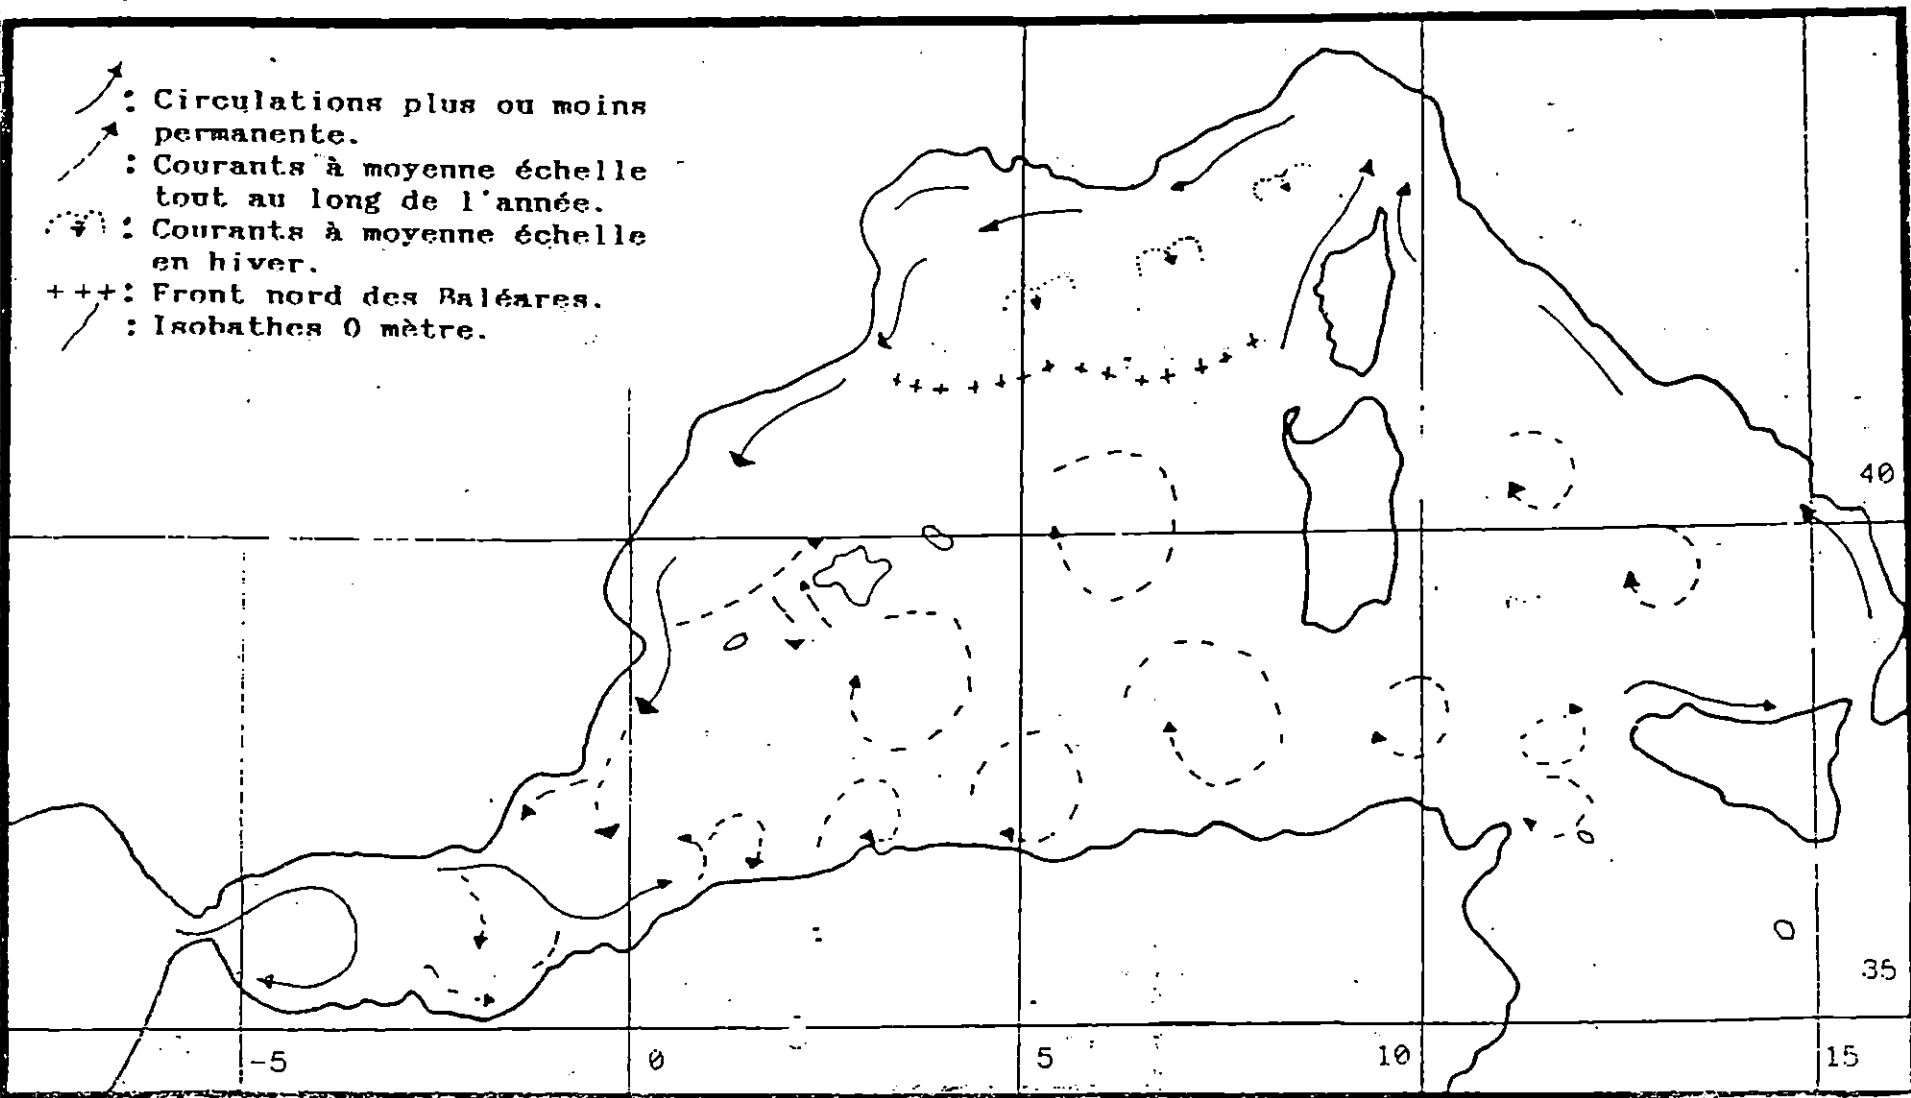 : Circulations plus ou moins
permanente.
: Courants à moyenne échelle
tout au long de l'année.
: Courants à moyenne échelle
en hiver.
+++: Front nord des Baléares.
: Isobathes 0 mètre.
40
35
-5 0 5 10 15